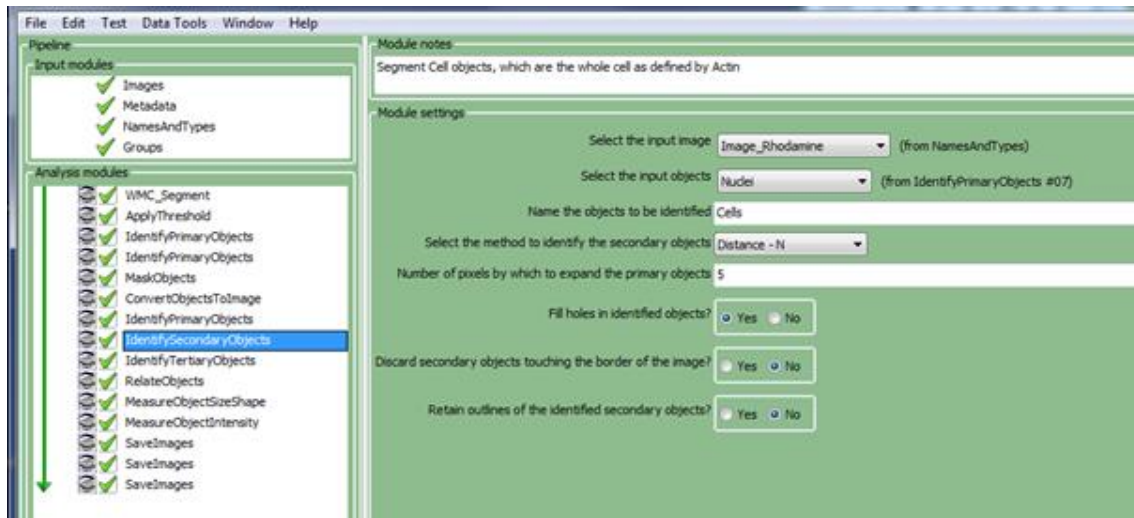 File Edit Test Data Tools Window Help
Pipeline
Input modules
Images
Metadata
NamesAndTypes
Groups
Analysis modules
WMC_Segment
ApplyThreshold
IdentifyPrimaryObjects
IdentifyPrimaryObjects
MaskObjects
ConvertObjectsToImage
IdentifyPrimaryObjects
IdentifySecondaryObjects
IdentifyTertiaryObjects
RelateObjects
MeasureObjectSizeShape
MeasureObjectIntensity
SaveImages
SaveImages
SaveImages
Module notes
Segment Cell objects, which are the whole cell as defined by Actin
Module settings
Select the input image Image_Rhodamine (from NamesAndTypes)
Select the input objects Nuclei (from IdentifyPrimaryObjects #07)
Name the objects to be identified Cells
Select the method to identify the secondary objects Distance - N
Number of pixels by which to expand the primary objects 5
Fill holes in identified objects? Yes No
Discard secondary objects touching the border of the image? Yes No
Retain outlines of the identified secondary objects? Yes No